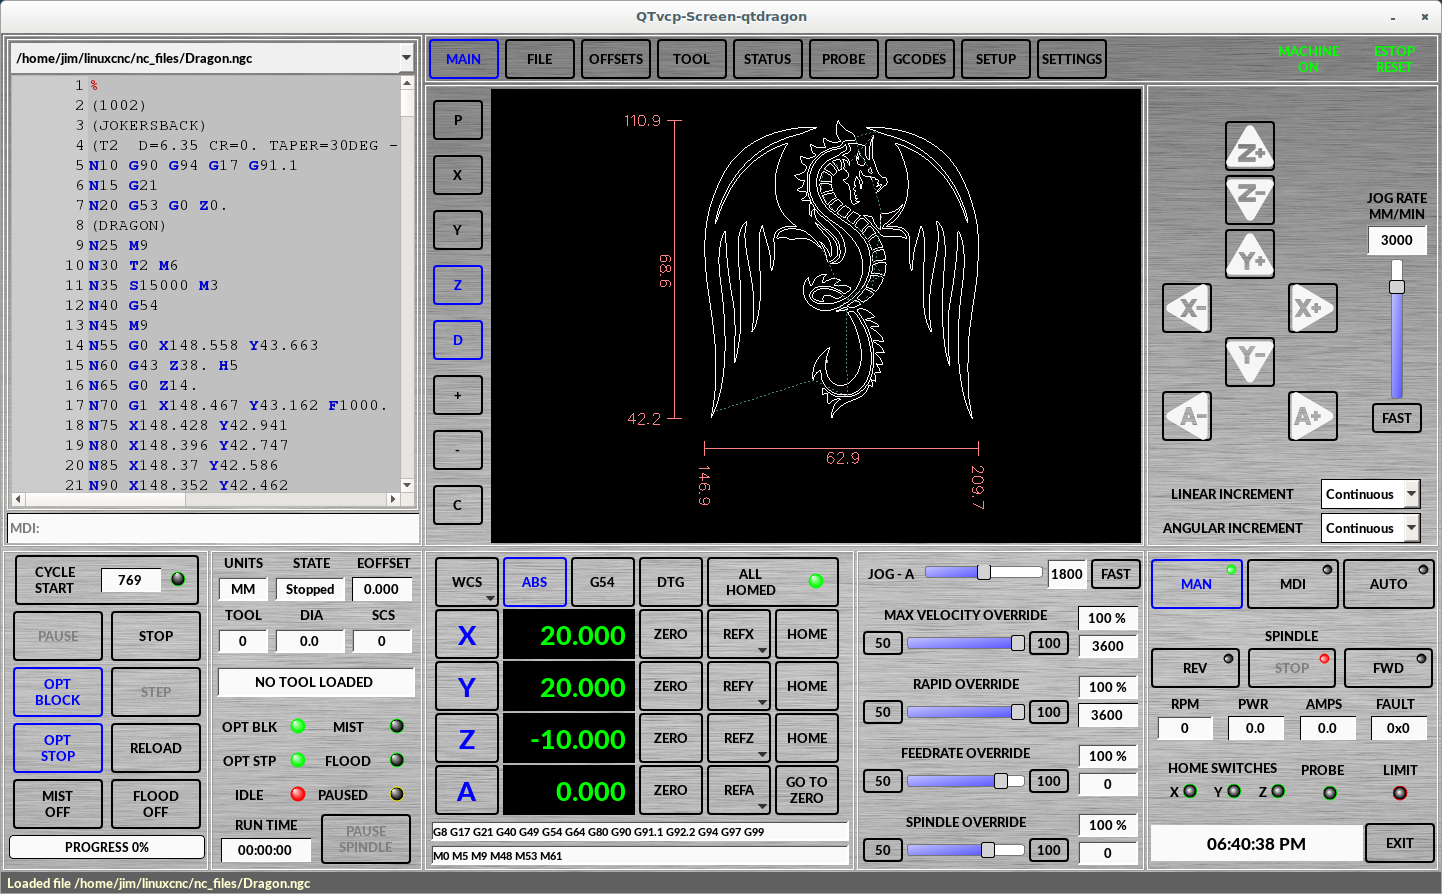 QTvcp-Screen-qtdragon
/home/jim/linuxcnc/nc_files/Dragon.ngc
1 %
2 (1002)
3 (JOKERSBACK)
4 (T2  D=6.35 CR=0. TAPER=30DEG -
5 N10 G90 G94 G17 G91.1
6 N15 G21
7 N20 G53 G0 Z0.
8 (DRAGON)
9 N25 M9
10 N30 T2 M6
11 N35 S15000 M3
12 N40 G54
13 N45 M9
14 N55 G0 X148.558 Y43.663
15 N60 G43 Z38. H5
16 N65 G0 Z14.
17 N70 G1 X148.467 Y43.162 F1000.
18 N75 X148.428 Y42.941
19 N80 X148.396 Y42.747
20 N85 X148.37 Y42.586
21 N90 X148.352 Y42.462
MDI:
MAIN FILE OFFSETS TOOL STATUS PROBE GCODES SETUP SETTINGS
MACHINE
ON
ESTOP
RESET
P
X
Y
Z
D
+
-
C
110.9
68.6
42.2
62.9
146.9
209.7
Z+
Z-
Y+
X- X+
Y-
A- A+
JOG RATE
MM/MIN
3000
FAST
LINEAR INCREMENT Continuous
ANGULAR INCREMENT Continuous
CYCLE
START
769
PAUSE STOP
OPT
BLOCK
STEP
OPT
STOP
RELOAD
MIST
OFF
FLOOD
OFF
PROGRESS 0%
UNITS STATE EOFFSET
MM Stopped 0.000
TOOL DIA SCS
0 0.0 0
NO TOOL LOADED
OPT BLK MIST
OPT STP FLOOD
IDLE PAUSED
RUN TIME
00:00:00
PAUSE
SPINDLE
WCS ABS G54 DTG
ALL
HOMED
X 20.000 ZERO REFX HOME
Y 20.000 ZERO REFY HOME
Z -10.000 ZERO REFZ HOME
A 0.000 ZERO REFA
GO TO
ZERO
G8 G17 G21 G40 G49 G54 G64 G80 G90 G91.1 G92.2 G94 G97 G99
M0 M5 M9 M48 M53 M61
JOG - A 1800 FAST
MAX VELOCITY OVERRIDE 100 %
50 100 3600
RAPID OVERRIDE 100 %
50 100 3600
FEEDRATE OVERRIDE 100 %
50 100 0
SPINDLE OVERRIDE 100 %
50 100 0
MAN MDI AUTO
SPINDLE
REV STOP FWD
RPM PWR AMPS FAULT
0 0.0 0.0 0x0
HOME SWITCHES PROBE LIMIT
X Y Z
06:40:38 PM EXIT
Loaded file /home/jim/linuxcnc/nc_files/Dragon.ngc